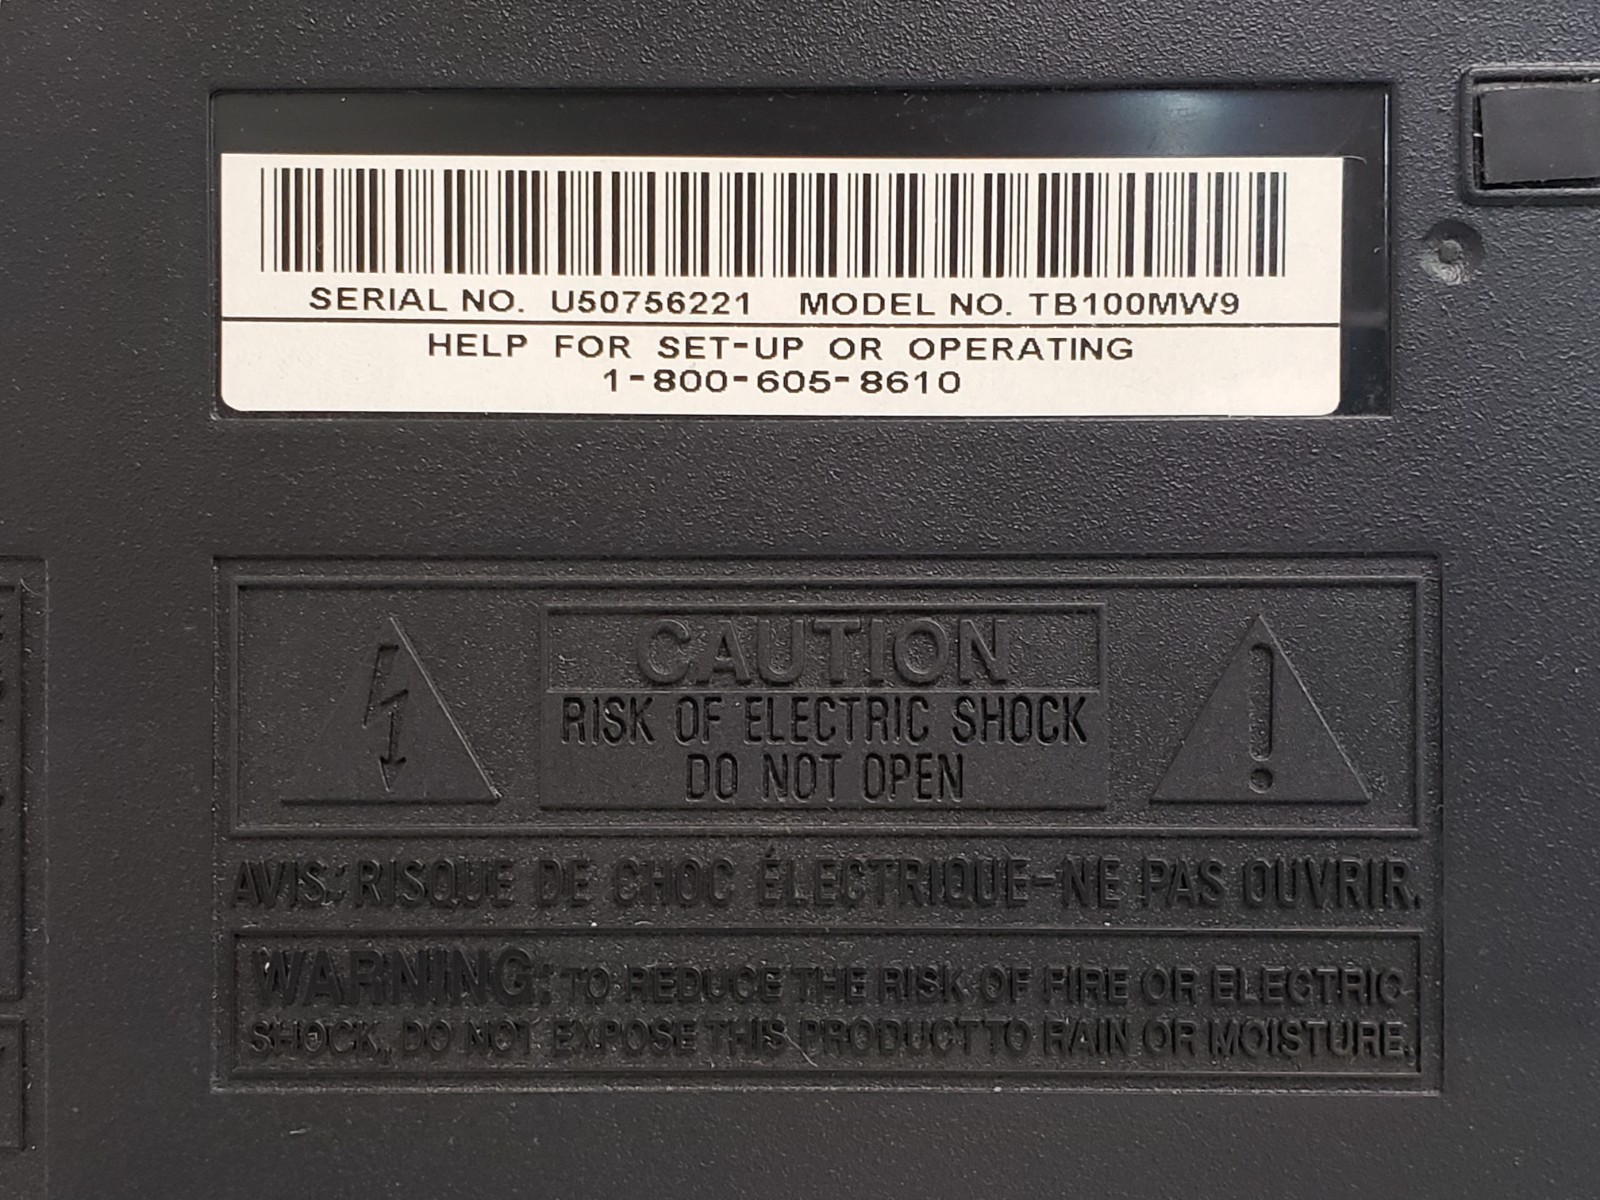 SERIAL NO. U50756221 MODEL NO. TB100MW9
HELP FOR SET-UP OR OPERATING
1-800-605-8610
CAUTION
RISK OF ELECTRIC SHOCK
DO NOT OPEN
AVIS: RISQUE DE CHOC ÉLECTRIQUE-NE PAS OUVRIR.
WARNING: TO REDUCE THE RISK OF FIRE OR ELECTRIC
SHOCK, DO NOT EXPOSE THIS PRODUCT TO RAIN OR MOISTURE.